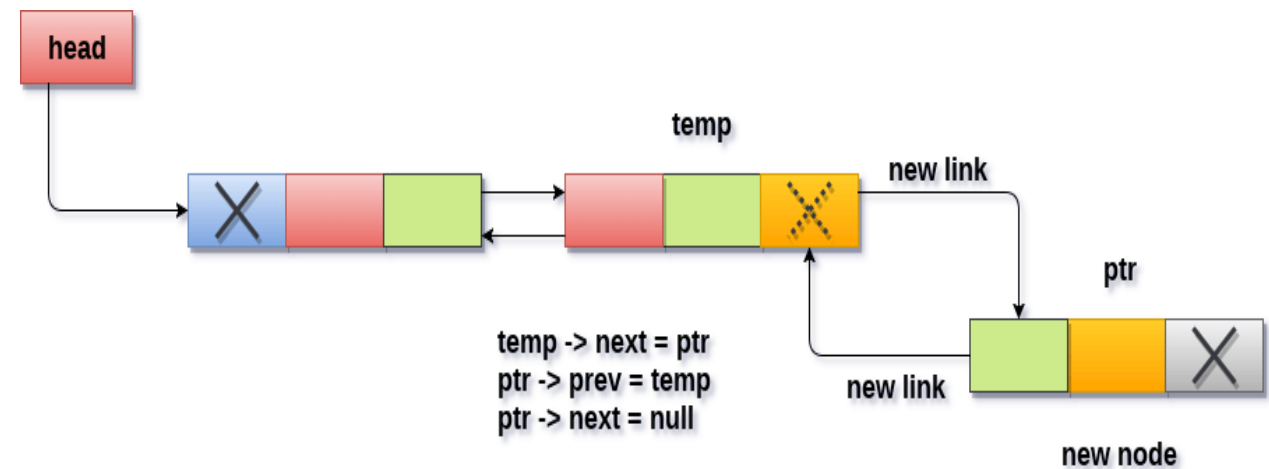 head
temp
new link
ptr
temp -> next = ptr
ptr -> prev = temp
ptr -> next = null
new link
new node